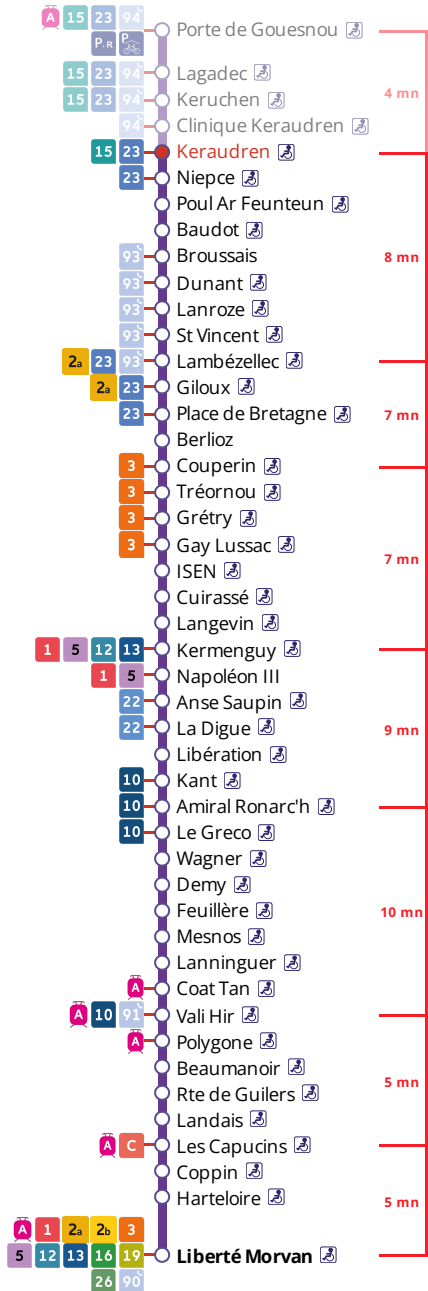 A 15 23 94 Porte de Gouesnou
P+R P
4 mn
15 23 94 Lagadec
15 23 94 Keruchen
94 Clinique Keraudren
15 23 Keraudren
23 Niepce
Poul Ar Feunteun
Baudot
93 Broussais 8 mn
93 Dunant
93 Lanroze
93 St Vincent
2a 23 93 Lambézellec
2a 23 Giloux
23 Place de Bretagne 7 mn
Berlioz
3 Couperin
3 Tréornou
3 Grétry
3 Gay Lussac 7 mn
ISEN
Cuirassé
Langevin
1 5 12 13 Kermenguy
1 5 Napoléon III
22 Anse Saupin
22 La Digue 9 mn
Libération
10 Kant
10 Amiral Ronarc'h
10 Le Greco
Wagner
Demy
Feuillère 10 mn
Mesnos
Lanninguer
A Coat Tan
A 10 91 Vali Hir
A Polygone
Beaumanoir 5 mn
Rte de Guilers
Landais
A C Les Capucins
Coppin
Harteloire 5 mn
A 1 2a 2b 3
5 12 13 16 19 Liberté Morvan
26 90